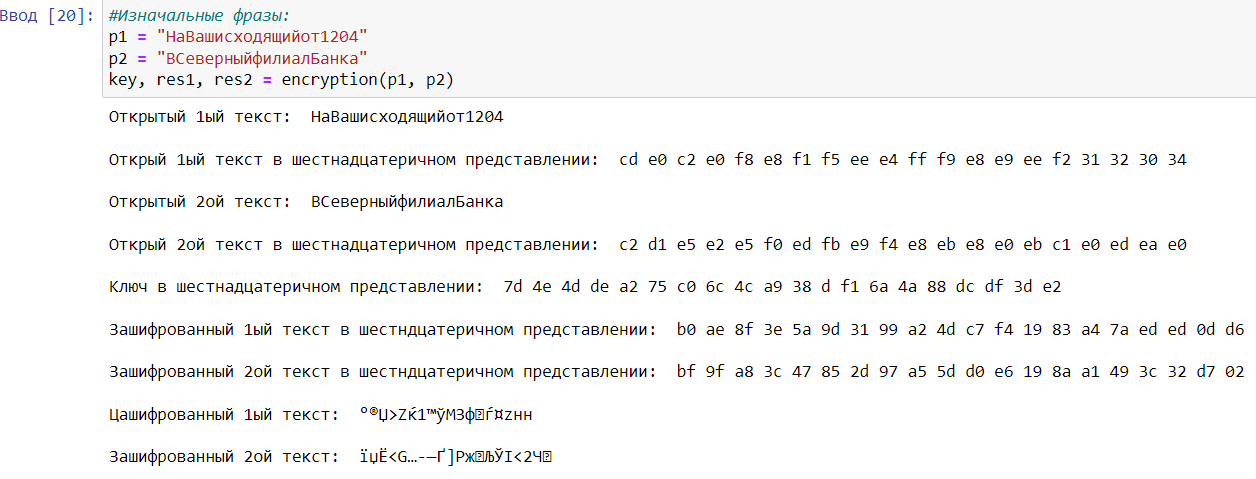 Ввод [20]: #Изначальные фразы:
p1 = "НаВашисходящийот1204"
p2 = "ВСеверныйфилиалБанка"
key, res1, res2 = encryption(p1, p2)
Открытый 1ый текст:  НаВашисходящийот1204
Открый 1ый текст в шестнадцатеричном представлении:  cd e0 c2 e0 f8 e8 f1 f5 ee e4 ff f9 e8 e9 ee f2 31 32 30 34
Открытый 2ой текст:  ВСеверныйфилиалБанка
Открый 2ой текст в шестнадцатеричном представлении:  c2 d1 e5 e2 e5 f0 ed fb e9 f4 e8 eb e8 e0 eb c1 e0 ed ea e0
Ключ в шестнадцатеричном представлении:  7d 4e 4d de a2 75 c0 6c 4c a9 38 d f1 6a 4a 88 dc df 3d e2
Зашифрованный 1ый текст в шестндцатеричном представлении:  b0 ae 8f 3e 5a 9d 31 99 a2 4d c7 f4 19 83 a4 7a ed ed 0d d6
Зашифрованный 2ой текст в шестндцатеричном представлении:  bf 9f a8 3c 47 85 2d 97 a5 5d d0 e6 19 8a a1 49 3c 32 d7 02
Цашифрованный 1ый текст:  °®Џ>Zќ1™ўMЗфѓ¤zнн
Зашифрованный 2ой текст:  їџЁ<G…-—Ґ]РжЉЎI<2Ч